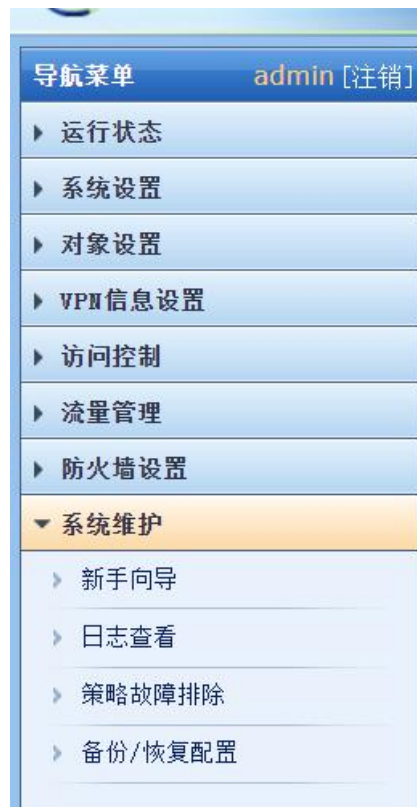 导航菜单 admin [注销]
运行状态
系统设置
对象设置
VPN信息设置
访问控制
流量管理
防火墙设置
系统维护
新手向导
日志查看
策略故障排除
备份/恢复配置